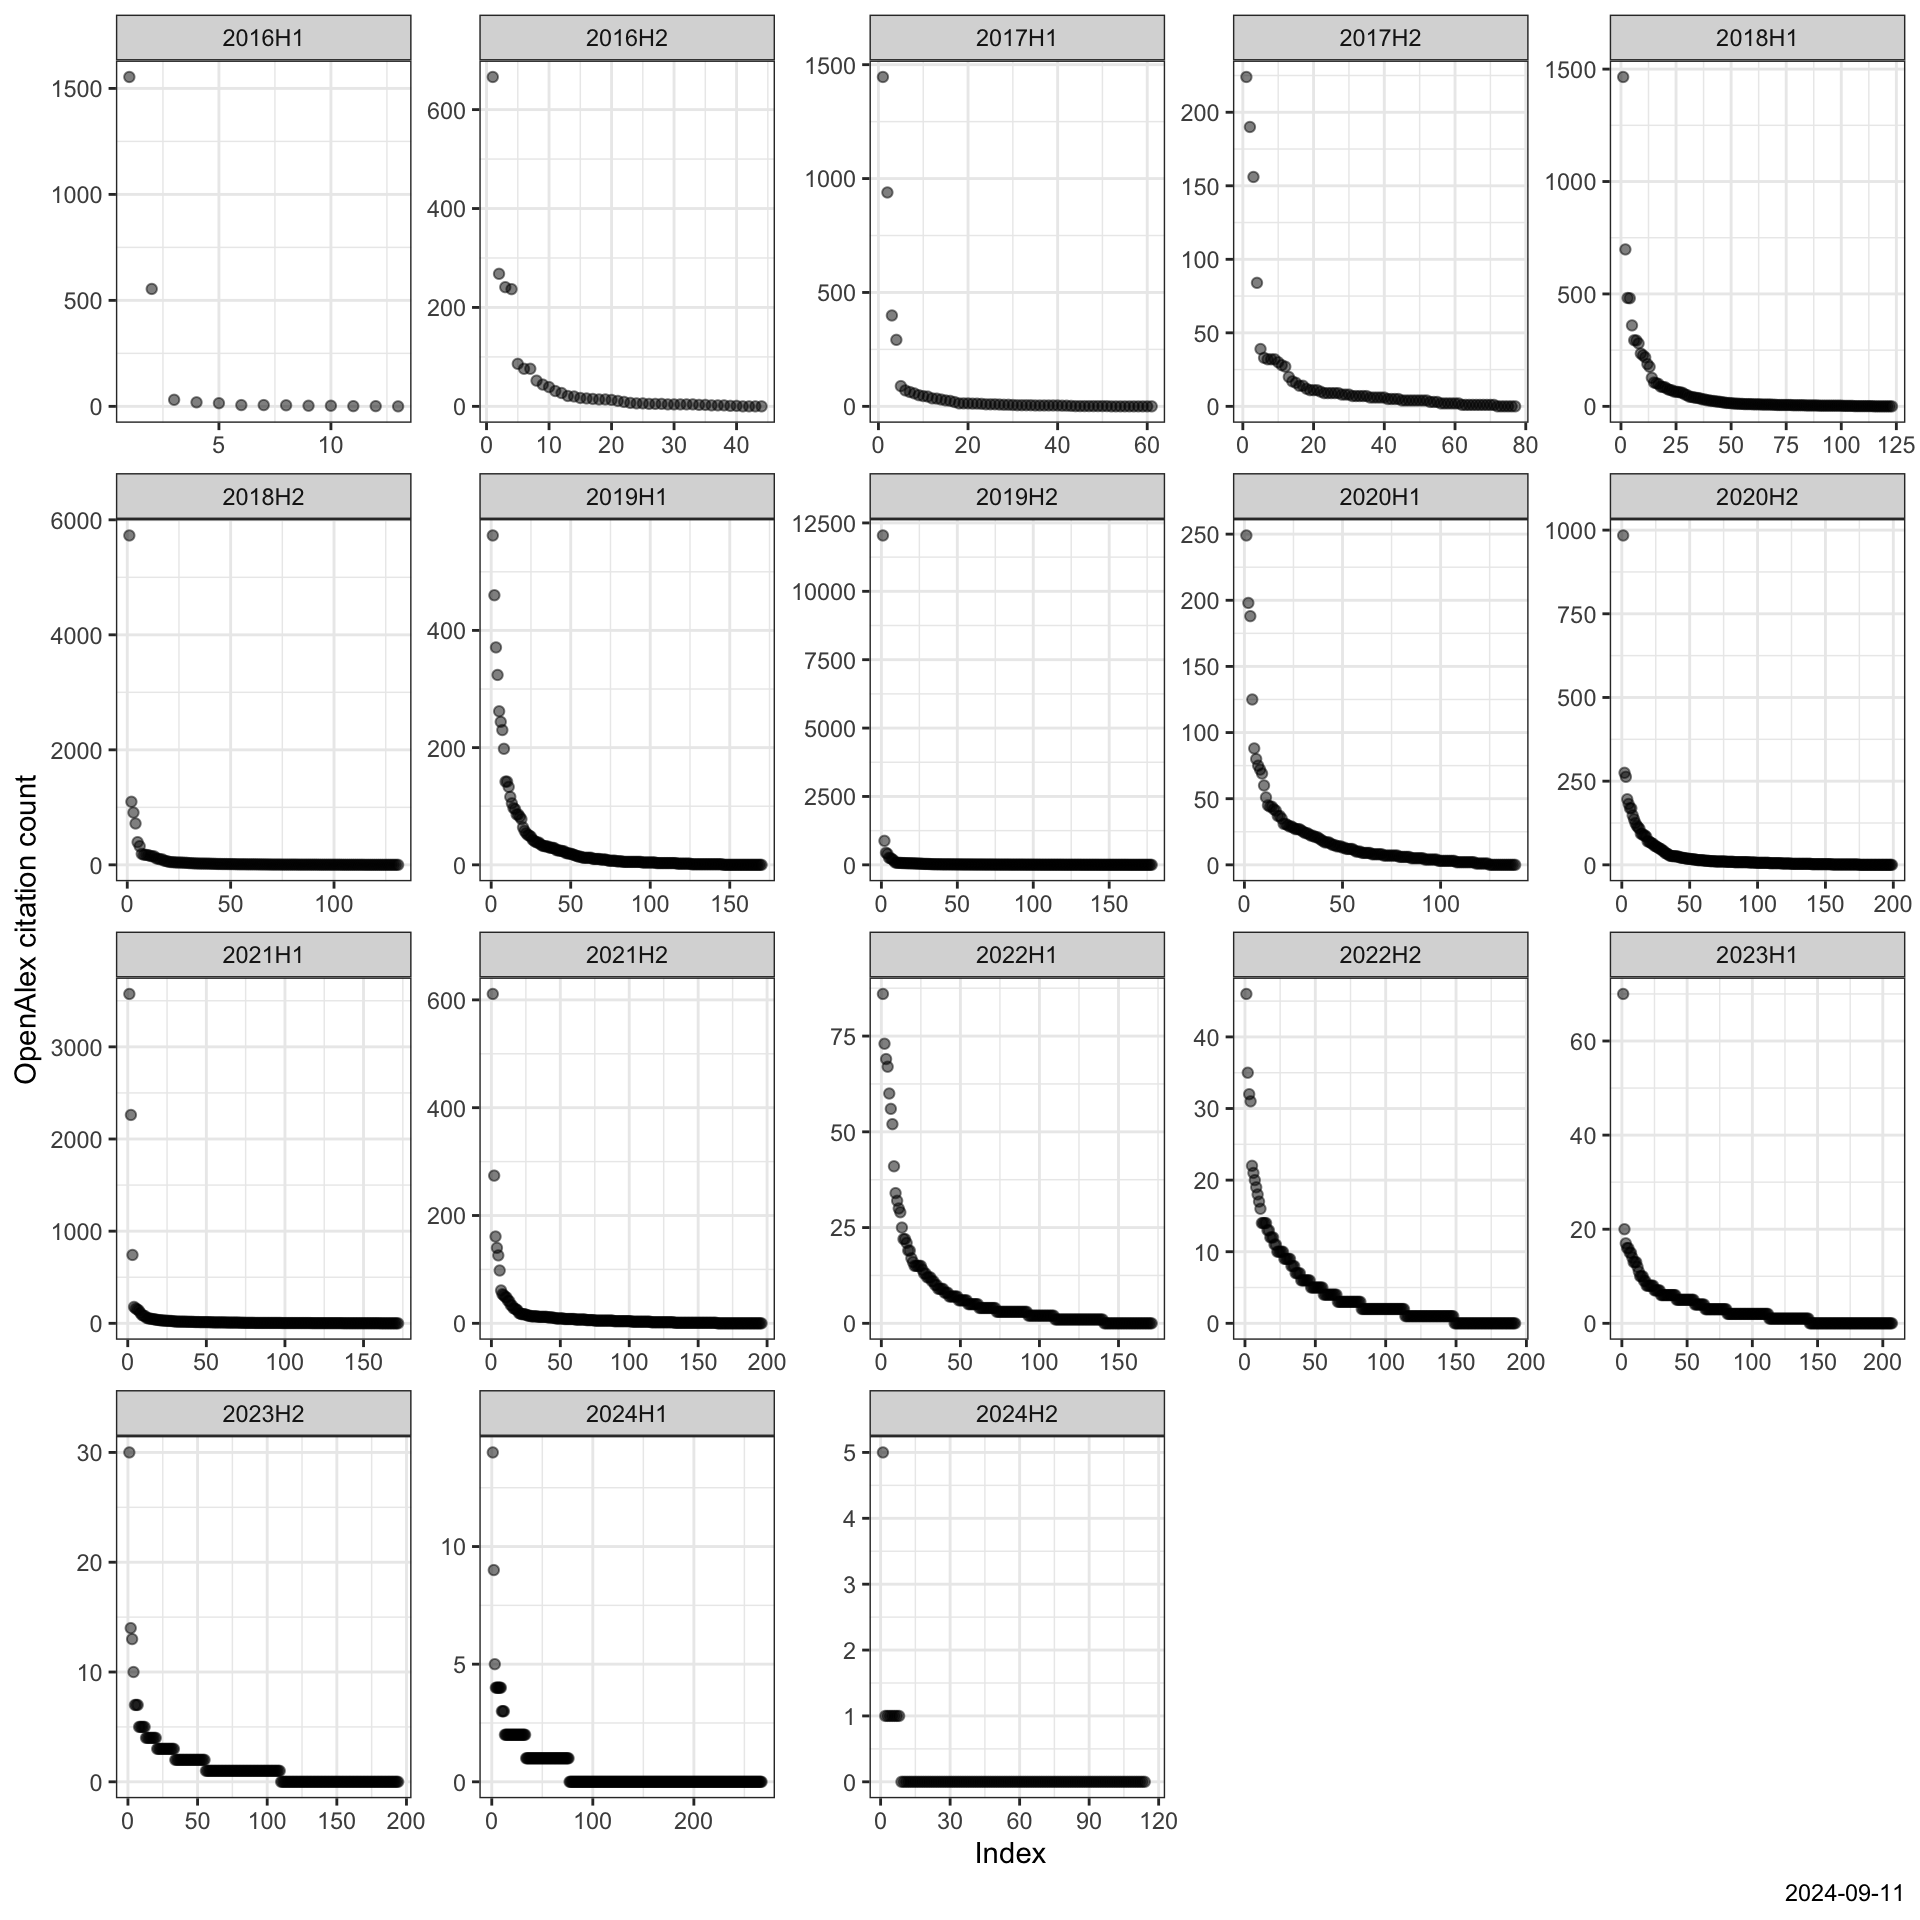 OpenAlex citation count
2016H1
1500
1000
500
0
5 10
2016H2
600
400
200
0
0 10 20 30 40
2017H1
1500
1000
500
0
0 20 40 60
2017H2
200
150
100
50
0
0 20 40 60 80
2018H1
1500
1000
500
0
0 25 50 75 100 125
2018H2
6000
4000
2000
0
0 50 100
2019H1
400
200
0
0 50 100 150
2019H2
12500
10000
7500
5000
2500
0
0 50 100 150
2020H1
250
200
150
100
50
0
0 50 100
2020H2
1000
750
500
250
0
0 50 100 150 200
2021H1
3000
2000
1000
0
0 50 100 150
2021H2
600
400
200
0
0 50 100 150 200
2022H1
75
50
25
0
0 50 100 150
2022H2
40
30
20
10
0
0 50 100 150 200
2023H1
60
40
20
0
0 50 100 150 200
2023H2
30
20
10
0
0 50 100 150 200
2024H1
10
5
0
0 100 200
2024H2
5
4
3
2
1
0
0 30 60 90 120
Index
2024-09-11